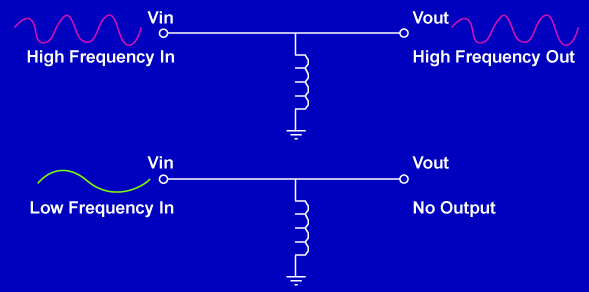 Vin
Vout
High Frequency In
High Frequency Out
Vin
Vout
Low Frequency In
No Output